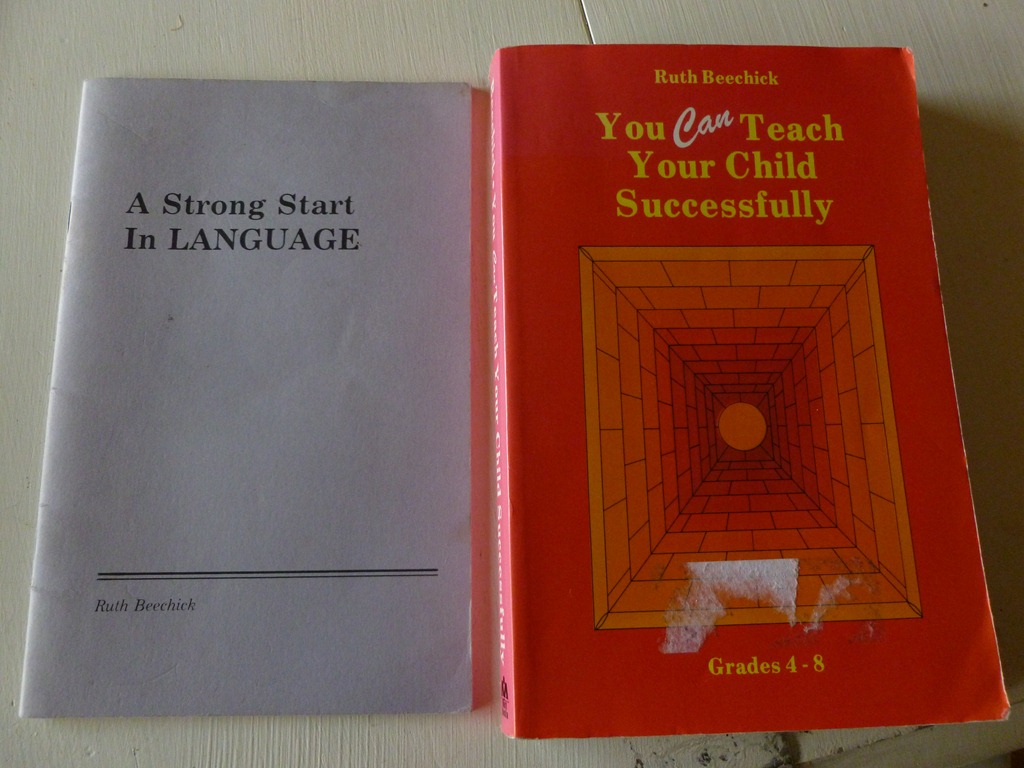 A Strong Start
In LANGUAGE
Ruth Beechick
Ruth Beechick
You Can Teach
Your Child
Successfully
Grades 4 - 8